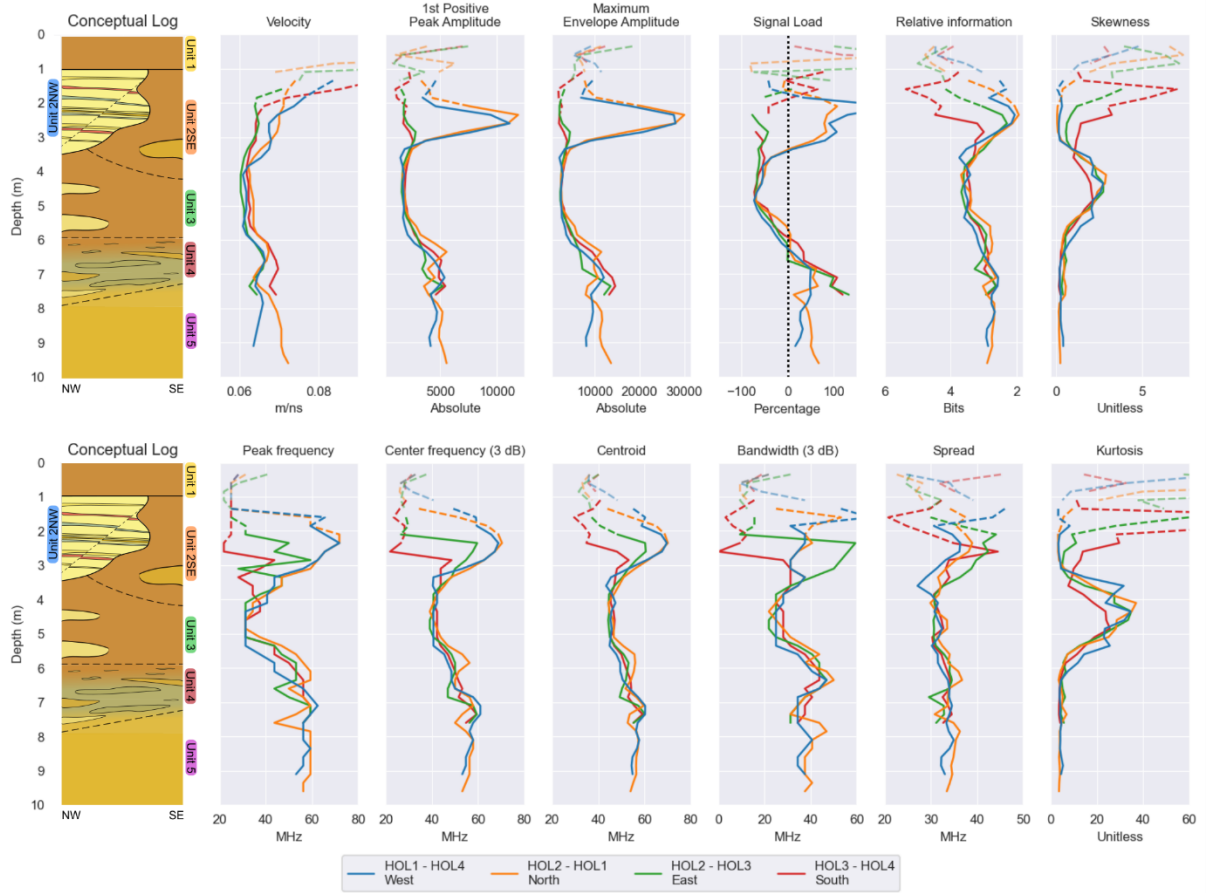 Conceptual Log
Velocity
1st Positive
Peak Amplitude
Maximum
Envelope Amplitude
Signal Load
Relative information
Skewness
Depth (m)
0
1
2
3
4
5
6
7
8
9
10
Unit 2NW
Unit 1
Unit 2SE
Unit 3
Unit 4
Unit 5
NW SE
0.06 0.08
m/ns
5000 10000
Absolute
10000 20000 30000
Absolute
−100 0 100
Percentage
6 4 2
Bits
0 5
Unitless
Conceptual Log
Peak frequency
Center frequency (3 dB)
Centroid
Bandwidth (3 dB)
Spread
Kurtosis
Depth (m)
0
1
2
3
4
5
6
7
8
9
10
Unit 2NW
Unit 1
Unit 2SE
Unit 3
Unit 4
Unit 5
NW SE
20 40 60 80
MHz
20 40 60 80
MHz
20 40 60 80
MHz
0 20 40 60
MHz
20 30 40 50
MHz
0 20 40 60
Unitless
HOL1 - HOL4
West
HOL2 - HOL1
North
HOL2 - HOL3
East
HOL3 - HOL4
South